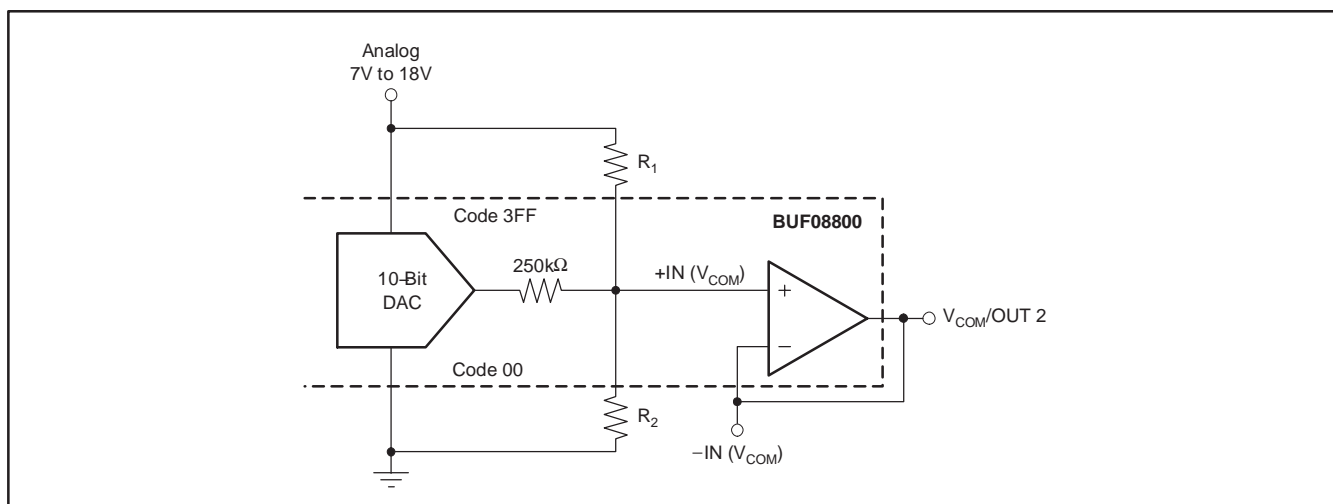 Analog
7V to 18V
R1
Code 3FF
BUF08800
250kΩ
+IN (VCOM)
10–Bit
DAC
+
VCOM/OUT 2
−
Code 00
R2
−IN (VCOM)